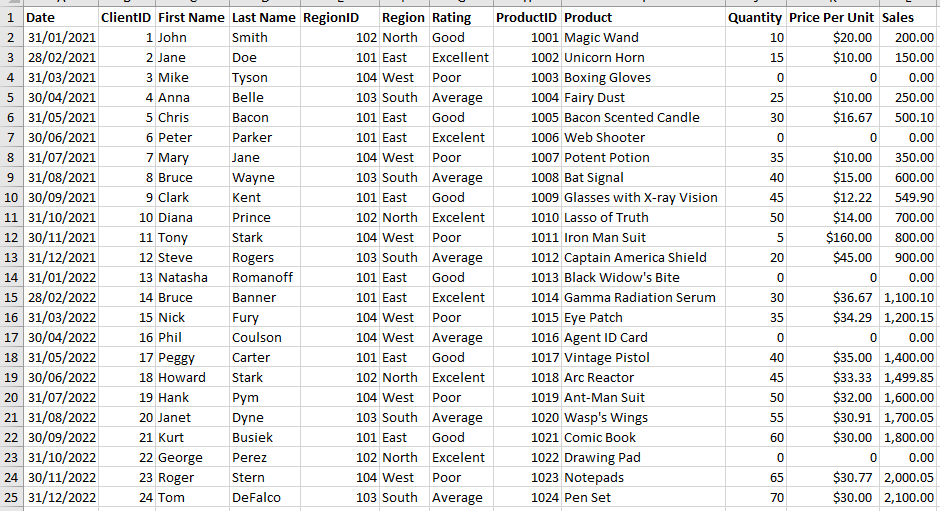 1 Date ClientID First Name Last Name RegionID Region Rating ProductID Product Quantity Price Per Unit Sales
2 31/01/2021 1 John Smith 102 North Good 1001 Magic Wand 10 $20.00 200.00
3 28/02/2021 2 Jane Doe 101 East Excellent 1002 Unicorn Horn 15 $10.00 150.00
4 31/03/2021 3 Mike Tyson 104 West Poor 1003 Boxing Gloves 0 0 0.00
5 30/04/2021 4 Anna Belle 103 South Average 1004 Fairy Dust 25 $10.00 250.00
6 31/05/2021 5 Chris Bacon 101 East Good 1005 Bacon Scented Candle 30 $16.67 500.10
7 30/06/2021 6 Peter Parker 101 East Excelent 1006 Web Shooter 0 0 0.00
8 31/07/2021 7 Mary Jane 104 West Poor 1007 Potent Potion 35 $10.00 350.00
9 31/08/2021 8 Bruce Wayne 103 South Average 1008 Bat Signal 40 $15.00 600.00
10 30/09/2021 9 Clark Kent 101 East Good 1009 Glasses with X-ray Vision 45 $12.22 549.90
11 31/10/2021 10 Diana Prince 102 North Excelent 1010 Lasso of Truth 50 $14.00 700.00
12 30/11/2021 11 Tony Stark 104 West Poor 1011 Iron Man Suit 5 $160.00 800.00
13 31/12/2021 12 Steve Rogers 103 South Average 1012 Captain America Shield 20 $45.00 900.00
14 31/01/2022 13 Natasha Romanoff 101 East Good 1013 Black Widow's Bite 0 0 0.00
15 28/02/2022 14 Bruce Banner 101 East Excelent 1014 Gamma Radiation Serum 30 $36.67 1,100.10
16 31/03/2022 15 Nick Fury 104 West Poor 1015 Eye Patch 35 $34.29 1,200.15
17 30/04/2022 16 Phil Coulson 104 West Average 1016 Agent ID Card 0 0 0.00
18 31/05/2022 17 Peggy Carter 101 East Good 1017 Vintage Pistol 40 $35.00 1,400.00
19 30/06/2022 18 Howard Stark 102 North Excelent 1018 Arc Reactor 45 $33.33 1,499.85
20 31/07/2022 19 Hank Pym 104 West Poor 1019 Ant-Man Suit 50 $32.00 1,600.00
21 31/08/2022 20 Janet Dyne 103 South Average 1020 Wasp's Wings 55 $30.91 1,700.05
22 30/09/2022 21 Kurt Busiek 101 East Good 1021 Comic Book 60 $30.00 1,800.00
23 31/10/2022 22 George Perez 102 North Excelent 1022 Drawing Pad 0 0 0.00
24 30/11/2022 23 Roger Stern 104 West Poor 1023 Notepads 65 $30.77 2,000.05
25 31/12/2022 24 Tom DeFalco 103 South Average 1024 Pen Set 70 $30.00 2,100.00